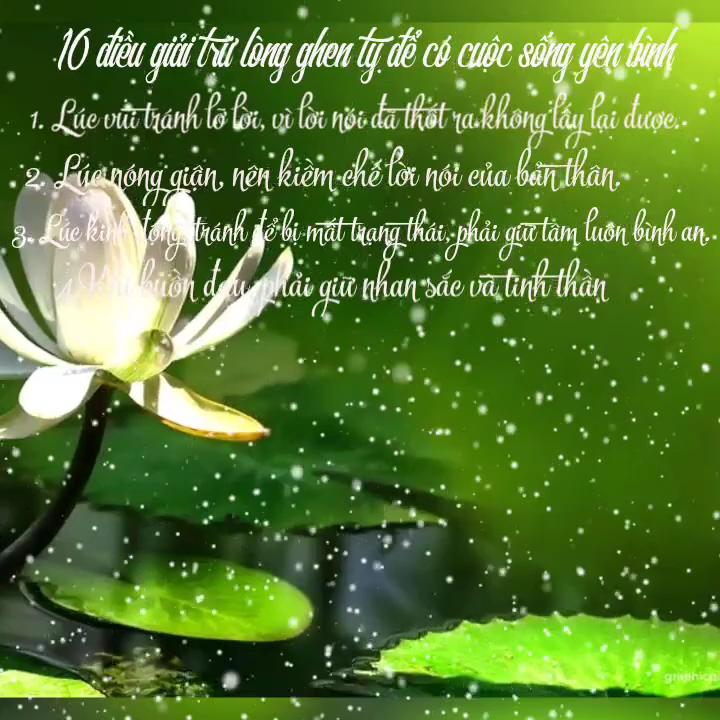 10 điều giải trừ lòng ghen tỵ để có cuộc sống yên bình
1. Lúc vui tránh lỡ lời, vì lời nói đã thốt ra không lấy lại được.
2. Lúc nóng giận, nên kiềm chế lời nói của bản thân.
3. Lúc kinh động, tránh để bị mất trạng thái, phải giữ tâm luôn bình an.
4. Khi buồn đau, phải giữ nhan sắc và tinh thần